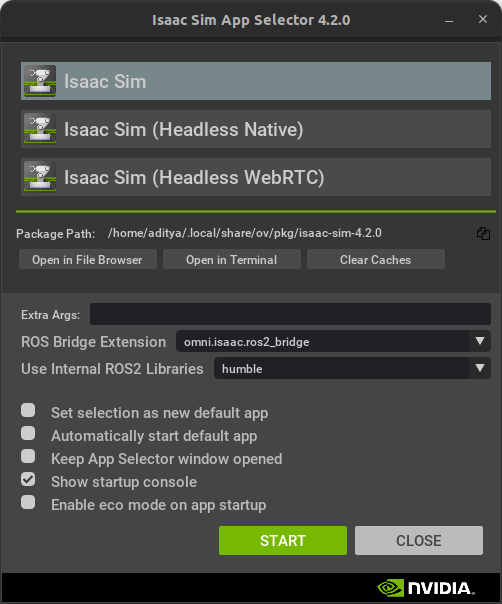 Isaac Sim App Selector 4.2.0
Isaac Sim
Isaac Sim (Headless Native)
Isaac Sim (Headless WebRTC)
Package Path: /home/aditya/.local/share/ov/pkg/isaac-sim-4.2.0
Open in File Browser Open in Terminal Clear Caches
Extra Args:
ROS Bridge Extension omni.isaac.ros2_bridge
Use Internal ROS2 Libraries humble
Set selection as new default app
Automatically start default app
Keep App Selector window opened
Show startup console
Enable eco mode on app startup
START CLOSE
NVIDIA.